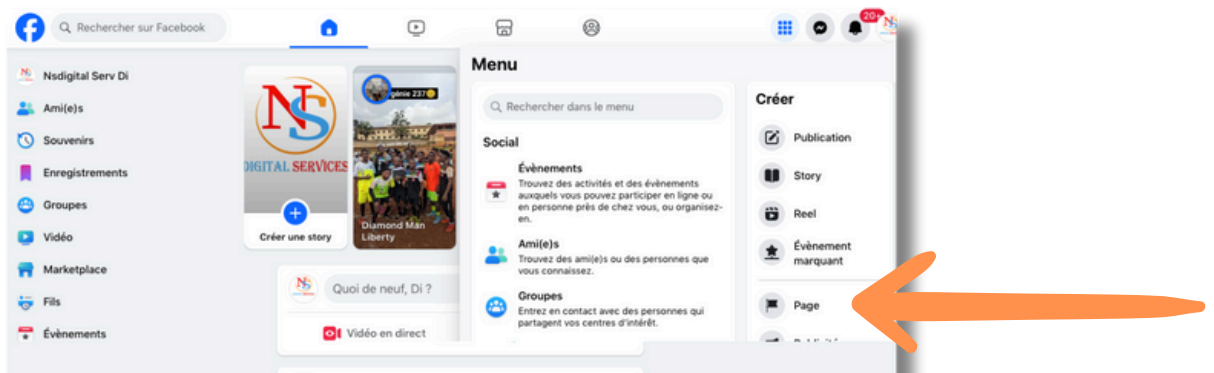 Rechercher sur Facebook
20+
Nsdigital Serv Di
Ami(e)s
Souvenirs
Enregistrements
Groupes
Vidéo
Marketplace
Fils
Évènements
NS
DIGITAL SERVICES
Créer une story
génie 237
Diamond Man
Liberty
Quoi de neuf, Di ?
Vidéo en direct
Menu
Rechercher dans le menu
Social
Évènements
Trouvez des activités et des évènements
auxquels vous pouvez participer en ligne ou
en personne près de chez vous, ou organisez-
en.
Ami(e)s
Trouvez des ami(e)s ou des personnes que
vous connaissez.
Groupes
Entrez en contact avec des personnes qui
partagent vos centres d'intérêt.
Créer
Publication
Story
Reel
Évènement
marquant
Page